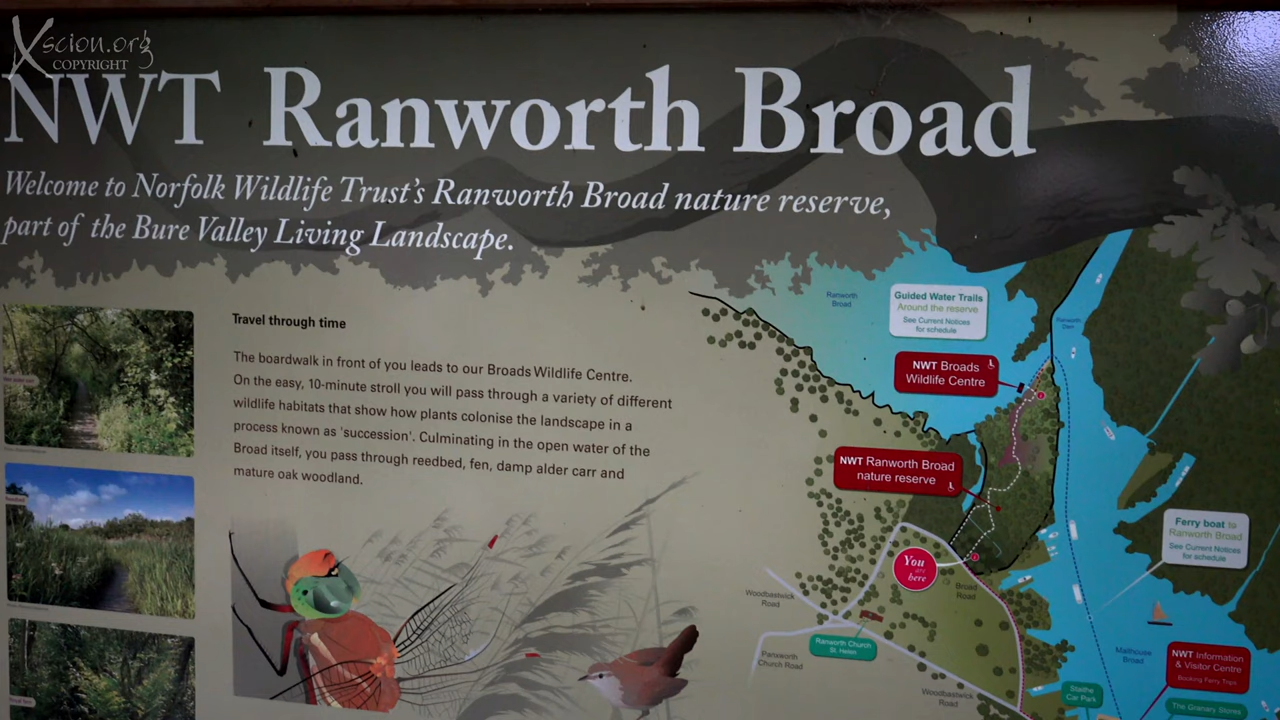 Xscion.org
COPYRIGHT
NWT Ranworth Broad
Welcome to Norfolk Wildlife Trust's Ranworth Broad nature reserve,
part of the Bure Valley Living Landscape.
Travel through time
The boardwalk in front of you leads to our Broads Wildlife Centre.
On the easy, 10-minute stroll you will pass through a variety of different
wildlife habitats that show how plants colonise the landscape in a
process known as 'succession'. Culminating in the open water of the
Broad itself, you pass through reedbed, fen, damp alder carr and
mature oak woodland.
Ranworth
Broad
Guided Water Trails
Around the reserve
See Current Notices
for schedule
Ranworth
NWT Broads
Wildlife Centre
NWT Ranworth Broad
nature reserve
Ferry boat to
Ranworth Broad
See Current Notices
for schedule
You
are
here
Broad
Road
Woodbastwick
Road
Ranworth Church
St. Helen
Panxworth
Church Road
Malthouse
Broad
NWT Information
& Visitor Centre
Booking Ferry Trips
Woodbastwick
Road
Staithe
Car Park
The Granary Stores